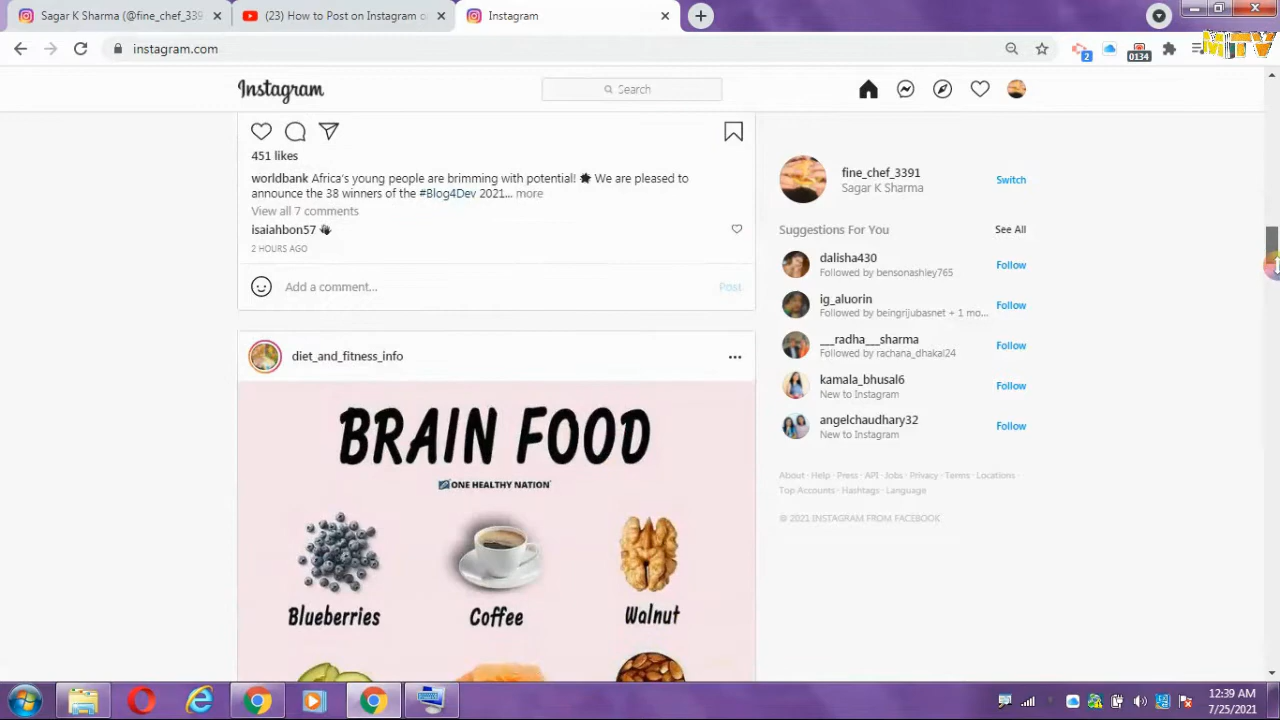 Sagar K Sharma (@fine_chef_339
(23) How to Post on Instagram o
Instagram
instagram.com
2
0134
MTV
Instagram
Search
451 likes
worldbank Africa's young people are brimming with potential! We are pleased to
announce the 38 winners of the #Blog4Dev 2021... more
View all 7 comments
isaiahbon57
2 HOURS AGO
Add a comment...
Post
diet_and_fitness_info
BRAIN FOOD
ONE HEALTHY NATION
Blueberries
Coffee
Walnut
fine_chef_3391
Sagar K Sharma
Switch
Suggestions For You
See All
dalisha430
Followed by bensonashley765
Follow
ig_aluorin
Followed by beingrijubasnet + 1 mo...
Follow
___radha___sharma
Followed by rachana_dhakal24
Follow
kamala_bhusal6
New to Instagram
Follow
angelchaudhary32
New to Instagram
Follow
About · Help · Press · API · Jobs · Privacy · Terms · Locations ·
Top Accounts · Hashtags · Language
© 2021 INSTAGRAM FROM FACEBOOK
12:39 AM
7/25/2021